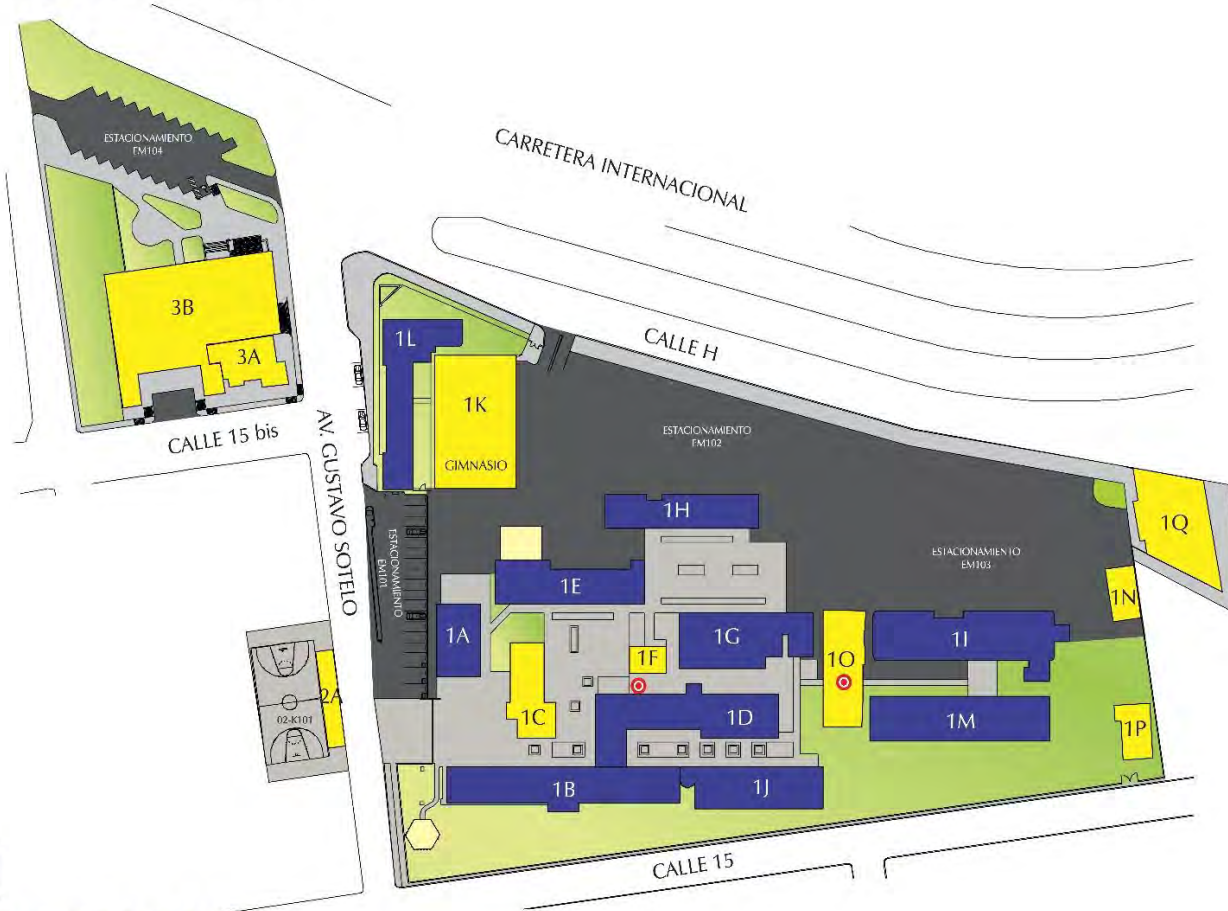 ESTACIONAMIENTO
EM104
CARRETERA INTERNACIONAL
3B
3A
1L
CALLE H
1K
GIMNASIO
CALLE 15 bis
AV. GUSTAVO SOTELO
ESTACIONAMIENTO
EM102
1H
1Q
ESTACIONAMIENTO
EM101
ESTACIONAMIENTO
EM103
1E
1N
1A
1G
1I
1F
1O
2A
02-K101
1C
1D
1M
1P
1B
1J
CALLE 15